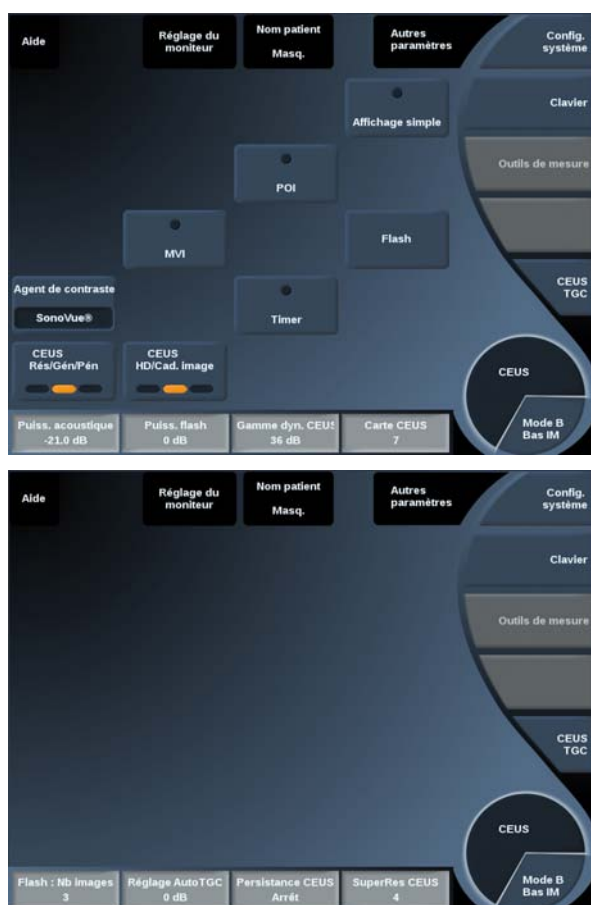 Aide
Réglage du
moniteur
Nom patient
Masq.
Autres
paramètres
Config.
système
Affichage simple
Clavier
POI
Outils de mesure
MVI
Flash
Agent de contraste
SonoVue®
Timer
CEUS
TGC
CEUS
Rés/Gén/Pén
CEUS
HD/Cad. image
CEUS
Mode B
Bas IM
Puiss. acoustique
-21.0 dB
Puiss. flash
0 dB
Gamme dyn. CEUS
36 dB
Carte CEUS
7
Aide
Réglage du
moniteur
Nom patient
Masq.
Autres
paramètres
Config.
système
Clavier
Outils de mesure
CEUS
TGC
CEUS
Mode B
Bas IM
Flash : Nb images
3
Réglage AutoTGC
0 dB
Persistance CEUS
Arrêt
SuperRes CEUS
4